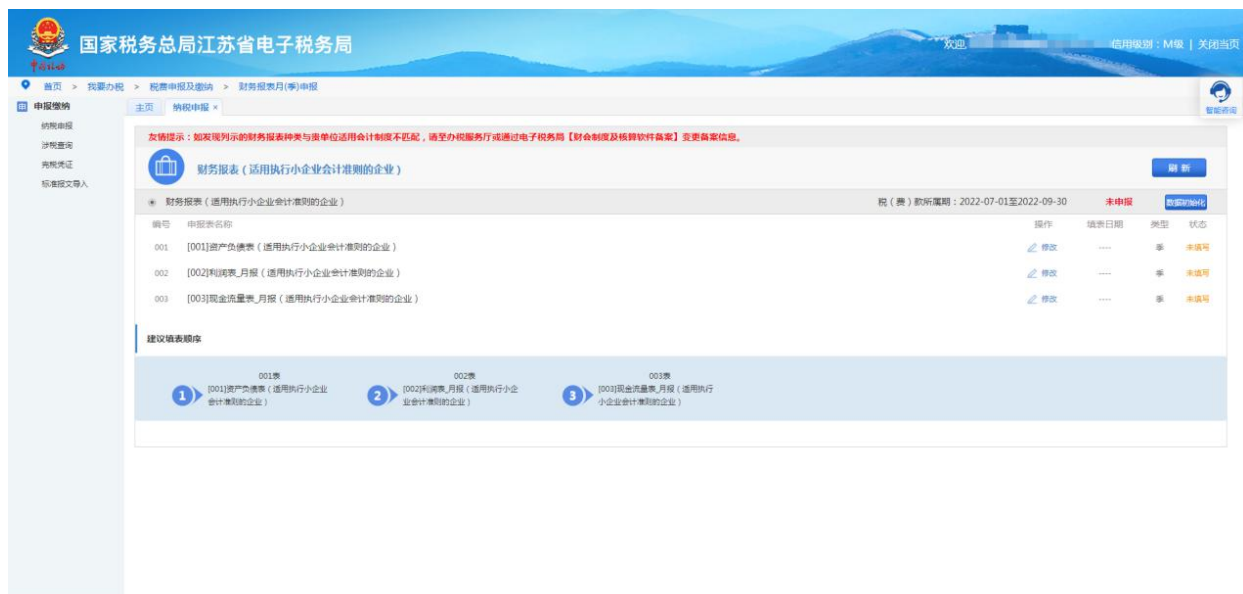 国家税务总局江苏省电子税务局
中国税务
欢迎,
信用级别：M级 | 关闭当页
首页 > 我要办税 > 税费申报及缴纳 > 财务报表月(季)申报
智能咨询
申报缴纳
纳税申报
涉税查询
完税凭证
标准报文导入
主页 纳税申报 ×
友情提示：如发现列示的财务报表种类与贵单位适用会计制度不匹配，请至办税服务厅或通过电子税务局【财会制度及核算软件备案】变更备案信息。
财务报表（适用执行小企业会计准则的企业）
刷 新
财务报表（适用执行小企业会计准则的企业） 税（费）款所属期：2022-07-01至2022-09-30 未申报 数据初始化
编号 申报表名称 操作 填表日期 类型 状态
001 [001]资产负债表（适用执行小企业会计准则的企业） 修改 ---- 季 未填写
002 [002]利润表_月报（适用执行小企业会计准则的企业） 修改 ---- 季 未填写
003 [003]现金流量表_月报（适用执行小企业会计准则的企业） 修改 ---- 季 未填写
建议填表顺序
001表
1 [001]资产负债表（适用执行小企业
会计准则的企业）
002表
2 [002]利润表_月报（适用执行小企
业会计准则的企业）
003表
3 [003]现金流量表_月报（适用执行
小企业会计准则的企业）